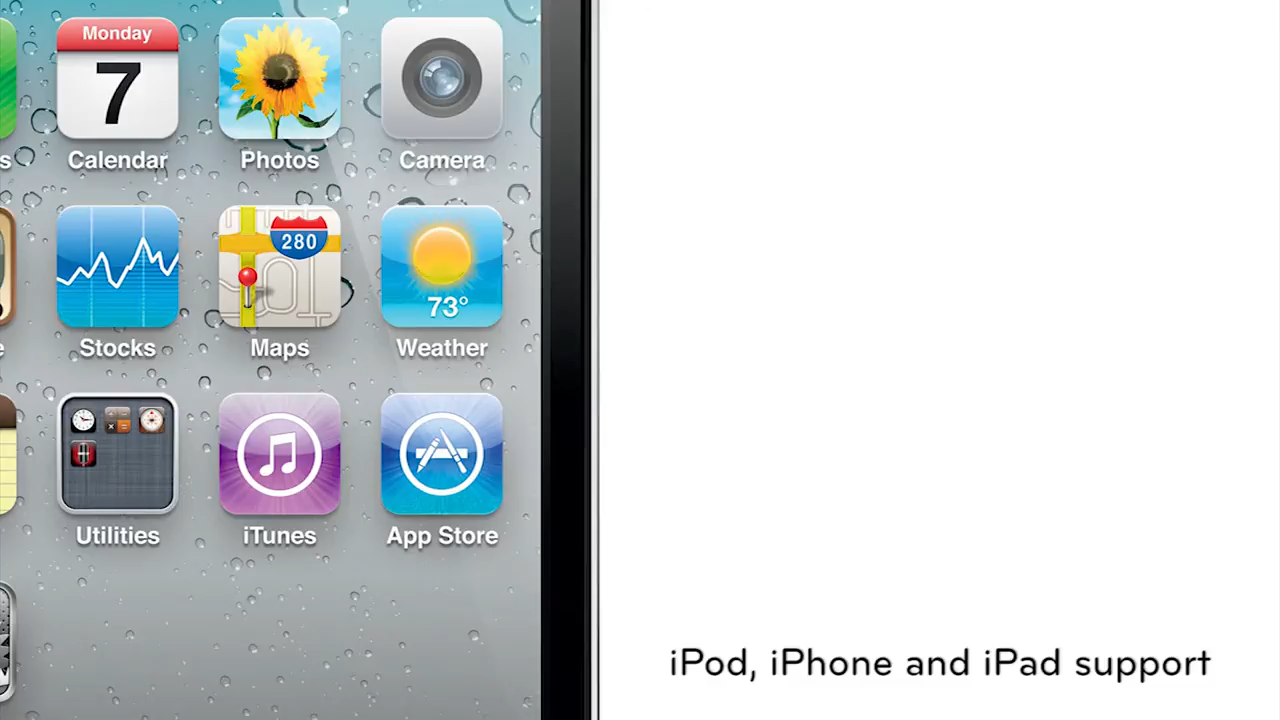 Monday
7
Calendar
Photos
Camera
280
73°
Stocks
Maps
Weather
Utilities
iTunes
App Store
iPod, iPhone and iPad support